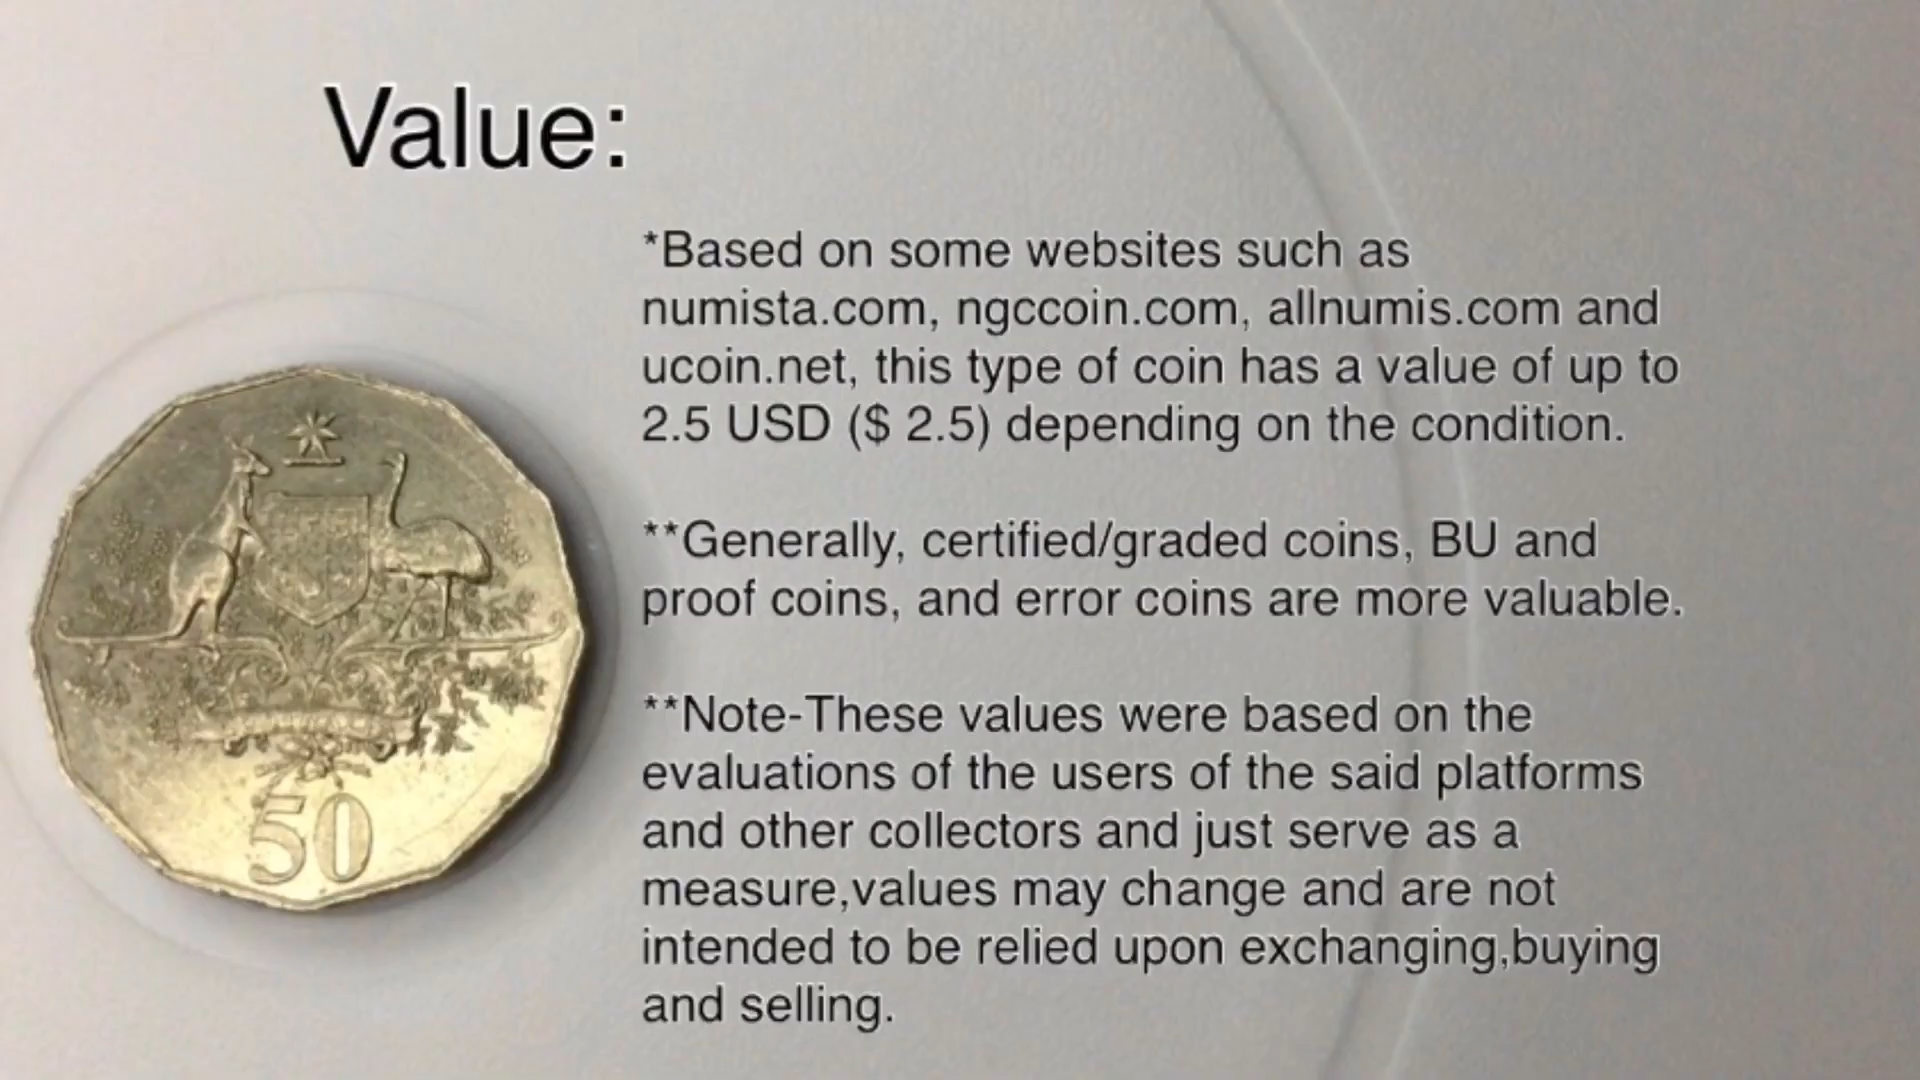 Value:
*Based on some websites such as
numista.com, ngccoin.com, allnumis.com and
ucoin.net, this type of coin has a value of up to
2.5 USD ($ 2.5) depending on the condition.
**Generally, certified/graded coins, BU and
proof coins, and error coins are more valuable.
**Note-These values were based on the
evaluations of the users of the said platforms
and other collectors and just serve as a
measure,values may change and are not
intended to be relied upon exchanging,buying
and selling.
50